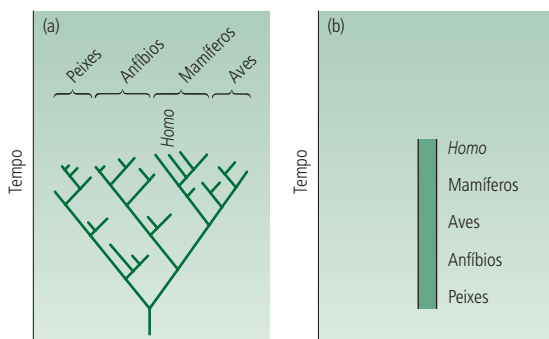 (a)
Peixes
Anfíbios
Mamíferos
Aves
Homo
Tempo
(b)
Tempo
Homo
Mamíferos
Aves
Anfíbios
Peixes